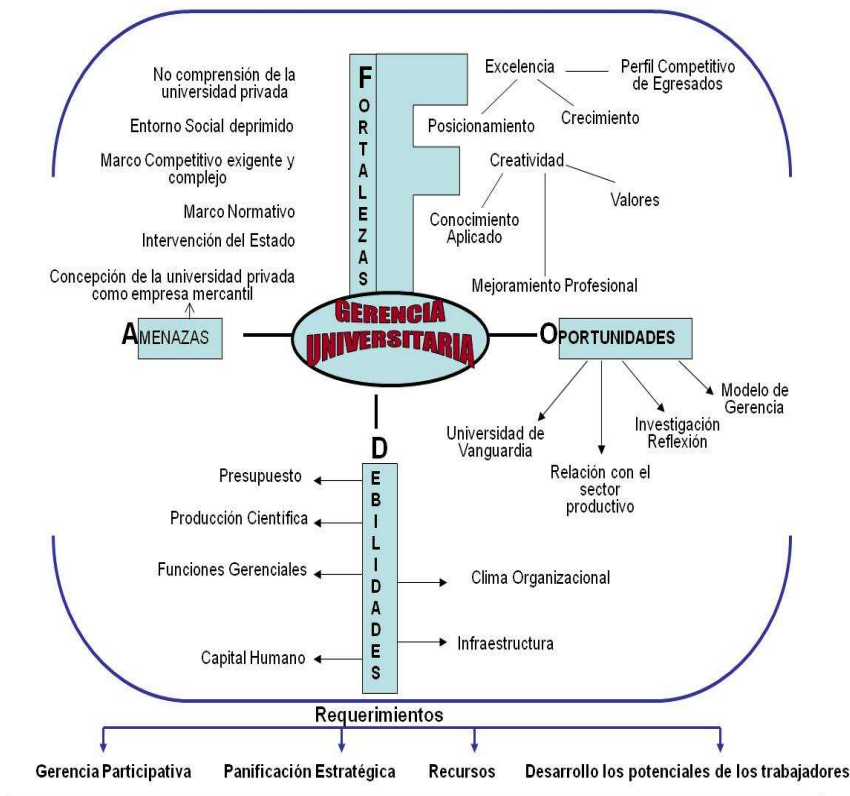 No comprensión de la
universidad privada
Entorno Social deprimido
Marco Competitivo exigente y
complejo
Marco Normativo
Intervención del Estado
Concepción de la universidad privada
como empresa mercantil
AMENAZAS
FORTALEZAS
Excelencia
Perfil Competitivo
de Egresados
Posicionamiento
Crecimiento
Creatividad
Valores
Conocimiento
Aplicado
Mejoramiento Profesional
GERENCIA
UNIVERSITARIA
OPORTUNIDADES
Modelo de
Gerencia
Investigación
Reflexión
Universidad de
Vanguardia
Relación con el
sector
productivo
DEBILIDADES
Presupuesto
Producción Científica
Funciones Gerenciales
Capital Humano
Clima Organizacional
Infraestructura
Requerimientos
Gerencia Participativa
Panificación Estratégica
Recursos
Desarrollo los potenciales de los trabajadores